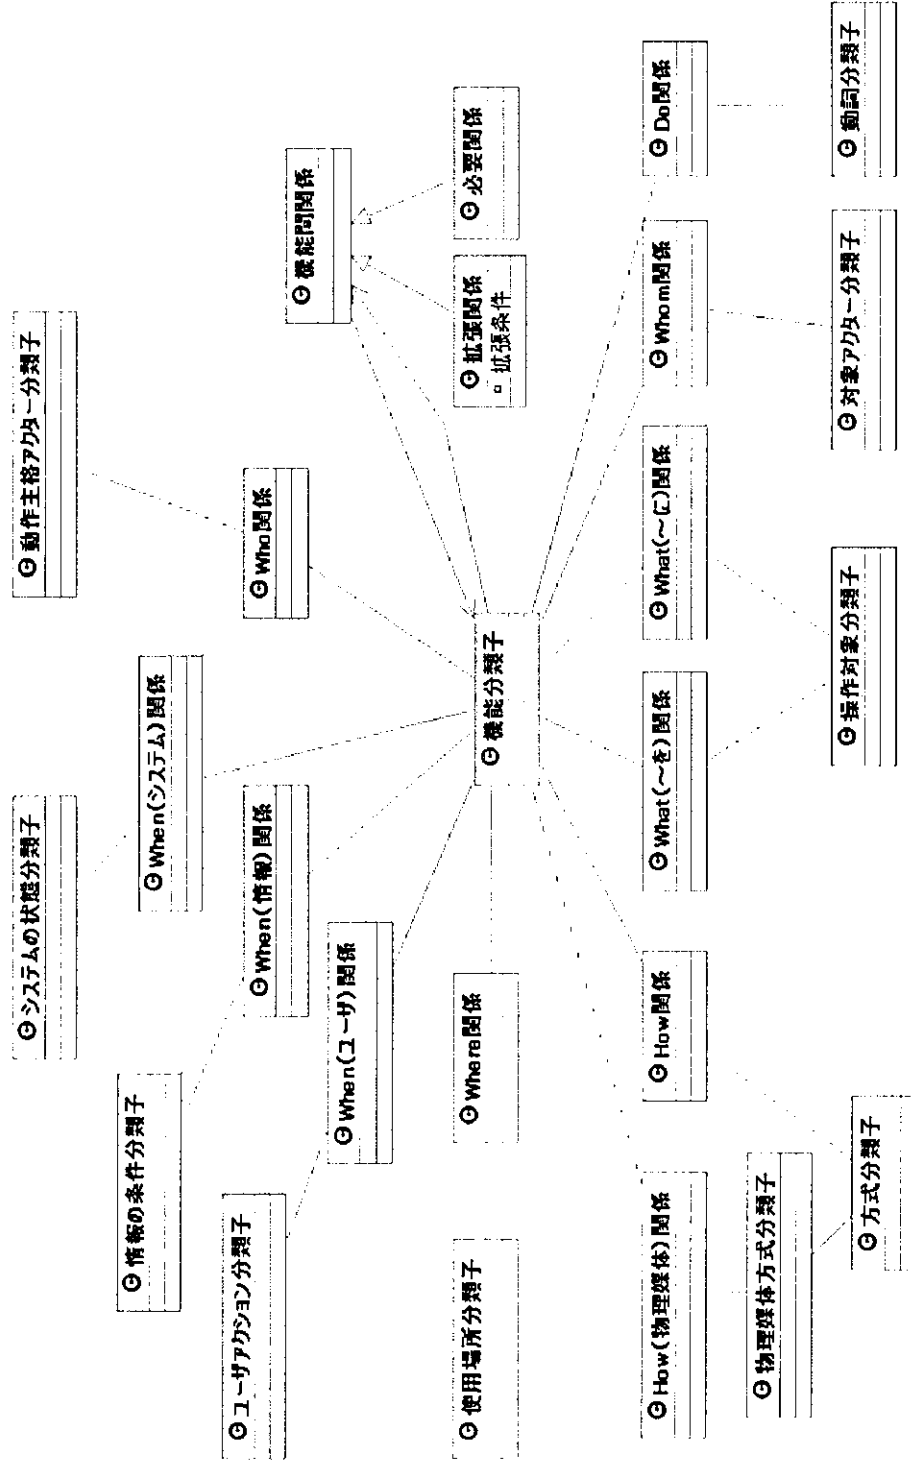 システムの状態分類子
動作主格アクター分類子
情報の条件分類子
When(システム)関係
ユーザアクション分類子
When(情報)関係
Who関係
機能間関係
When(ユーザ)関係
使用場所分類子
Where関係
機能分類子
拡張関係
拡張条件
必要関係
How(物理媒体)関係
How関係
What(~を)関係
What(~に)関係
Whom関係
Do関係
物理媒体方式分類子
方式分類子
操作対象分類子
対象アクター分類子
動詞分類子